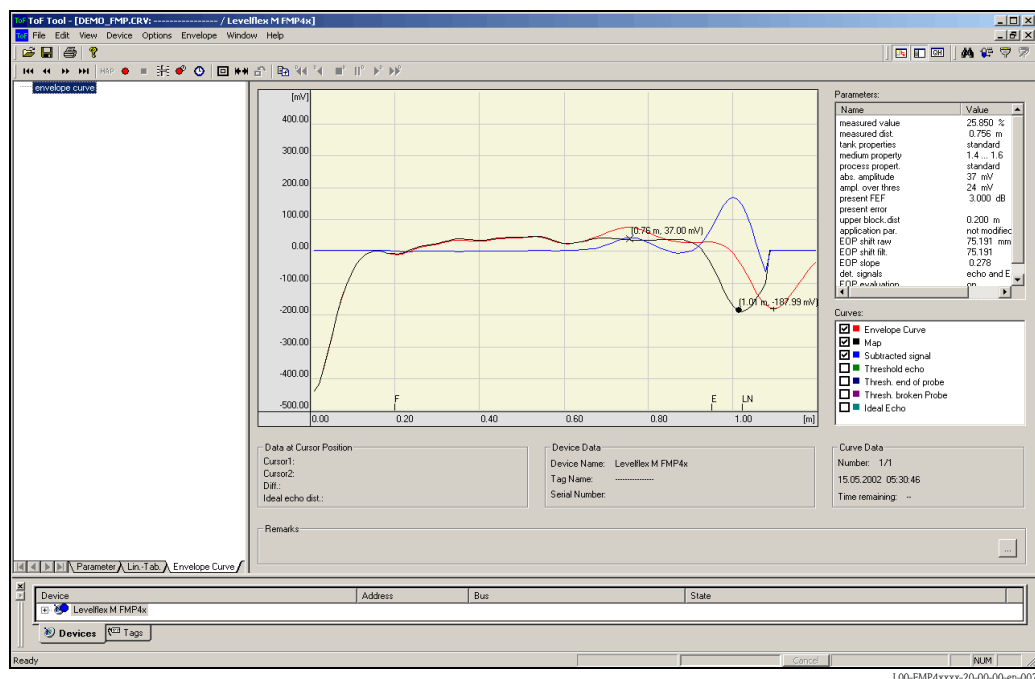 ToF Tool - [DEMO_FMP.CRV: ---------------- / Levelflex M FMP4x]
File Edit View Device Options Envelope Window Help
MAP
envelope curve
[mV]
400.00
300.00
200.00
100.00
0.00
-100.00
-200.00
-300.00
-400.00
-500.00
(0.76 m, 37.00 mV)
(1.01 m, -187.99 mV)
F E LN
0.00 0.20 0.40 0.60 0.80 1.00 [m]
Parameters:
Name Value
measured value 25.850 %
measured dist. 0.756 m
tank properties standard
medium property 1.4 ... 1.6
process propert. standard
abs. amplitude 37 mV
ampl. over thres 24 mV
present FEF 3.000 dB
present error
upper block.dist 0.200 m
application par. not modified
EOP shift raw 75.191 mm
EOP shift filt. 75.191
EOP slope 0.278
det. signals echo and E
EOP evaluation on
Curves:
Envelope Curve
Map
Subtracted signal
Threshold echo
Thresh. end of probe
Thresh. broken Probe
Ideal Echo
Data at Cursor Position
Cursor1:
Cursor2:
Diff.:
Ideal echo dist.:
Device Data
Device Name: Levelflex M FMP4x
Tag Name: ----------------
Serial Number:
Curve Data
Number: 1/1
15.05.2002 05:30:46
Time remaining: --
Remarks
...
Parameter Lin.-Tab. Envelope Curve
Device Address Bus State
Levelflex M FMP4x
Devices Tags
Ready Cancel NUM
L00-FMP4xxxx-20-00-00-en-002